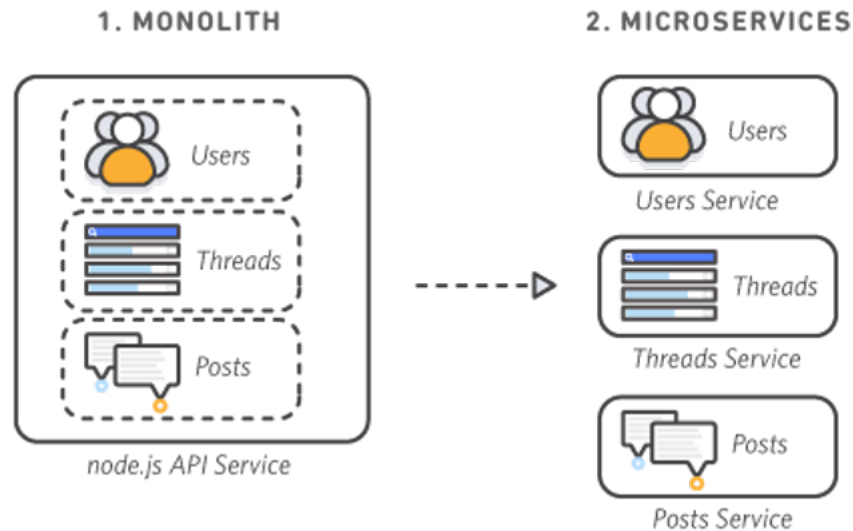 1. MONOLITH
Users
Threads
Posts
node.js API Service
2. MICROSERVICES
Users
Users Service
Threads
Threads Service
Posts
Posts Service